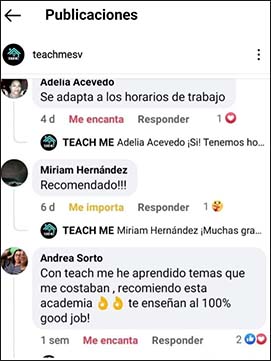 Publicaciones
teachmesv
Adelia Acevedo
Se adapta a los horarios de trabajo
4 d Me encanta Responder 1
TEACH ME Adelia Acevedo ¡Si! Tenemos ho...
Miriam Hernández
Recomendado!!!
6 d Me importa Responder 1
TEACH ME Miriam Hernández ¡Muchas gra...
Andrea Sorto
Con teach me he aprendido temas que
me costaban , recomiendo esta
academia 👌👌 te enseñan al 100%
good job!
1 sem Me encanta Responder 2